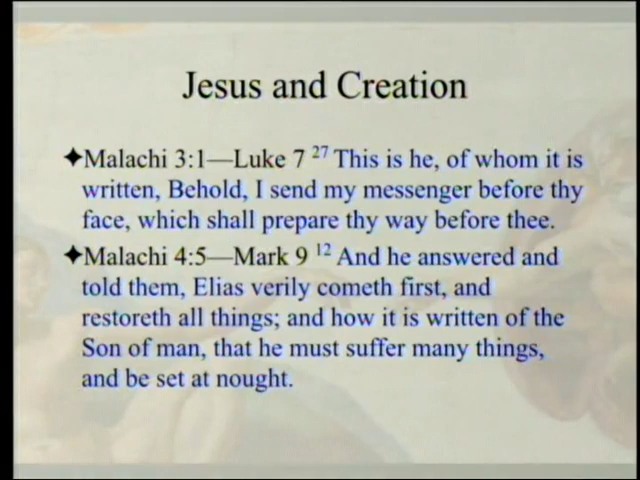 Jesus and Creation
✦Malachi 3:1—Luke 7 27 This is he, of whom it is
written, Behold, I send my messenger before thy
face, which shall prepare thy way before thee.
✦Malachi 4:5—Mark 9 12 And he answered and
told them, Elias verily cometh first, and
restoreth all things; and how it is written of the
Son of man, that he must suffer many things,
and be set at nought.